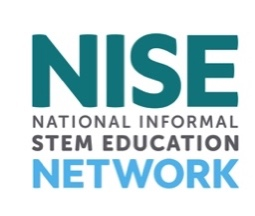 NISE
NATIONAL INFORMAL
STEM EDUCATION
NETWORK